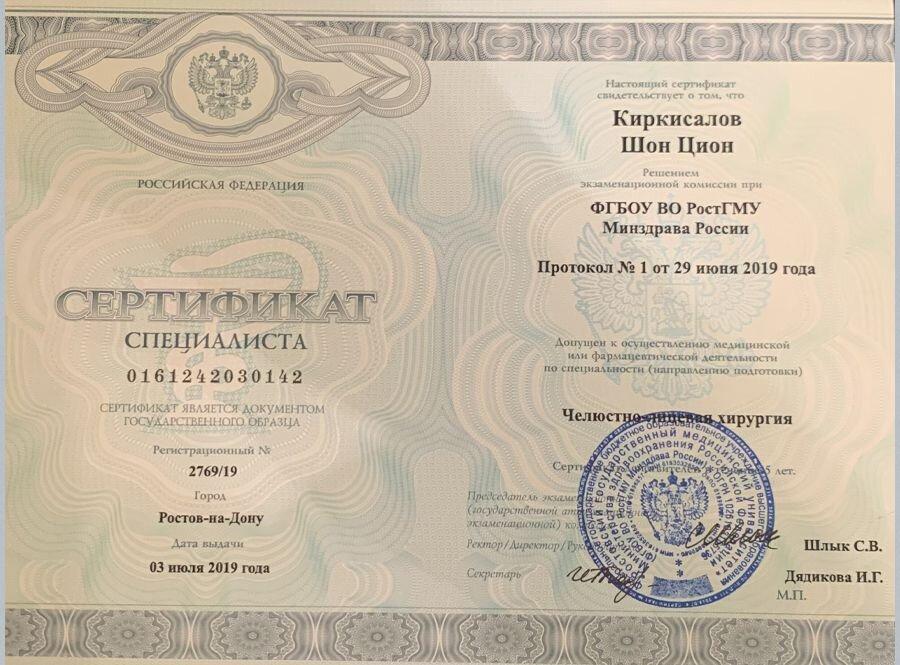 РОССИЙСКАЯ ФЕДЕРАЦИЯ
СЕРТИФИКАТ
СПЕЦИАЛИСТА
0161242030142
СЕРТИФИКАТ ЯВЛЯЕТСЯ ДОКУМЕНТОМ
ГОСУДАРСТВЕННОГО ОБРАЗЦА
Регистрационный №
2769/19
Город
Ростов-на-Дону
Дата выдачи
03 июля 2019 года
Настоящий сертификат
свидетельствует о том, что
Киркисалов
Шон Цион
Решением
экзаменационной комиссии при
ФГБОУ ВО РостГМУ
Минздрава России
Протокол № 1 от 29 июня 2019 года
Допущен к осуществлению медицинской
или фармацевтической деятельности
по специальности (направлению подготовки)
Челюстно-лицевая хирургия
5 лет.
Председатель
(государственной
экзаменационной)
Ректор/Директор/
Шлык С.В.
Секретарь
Дядикова И.Г.
М.П.